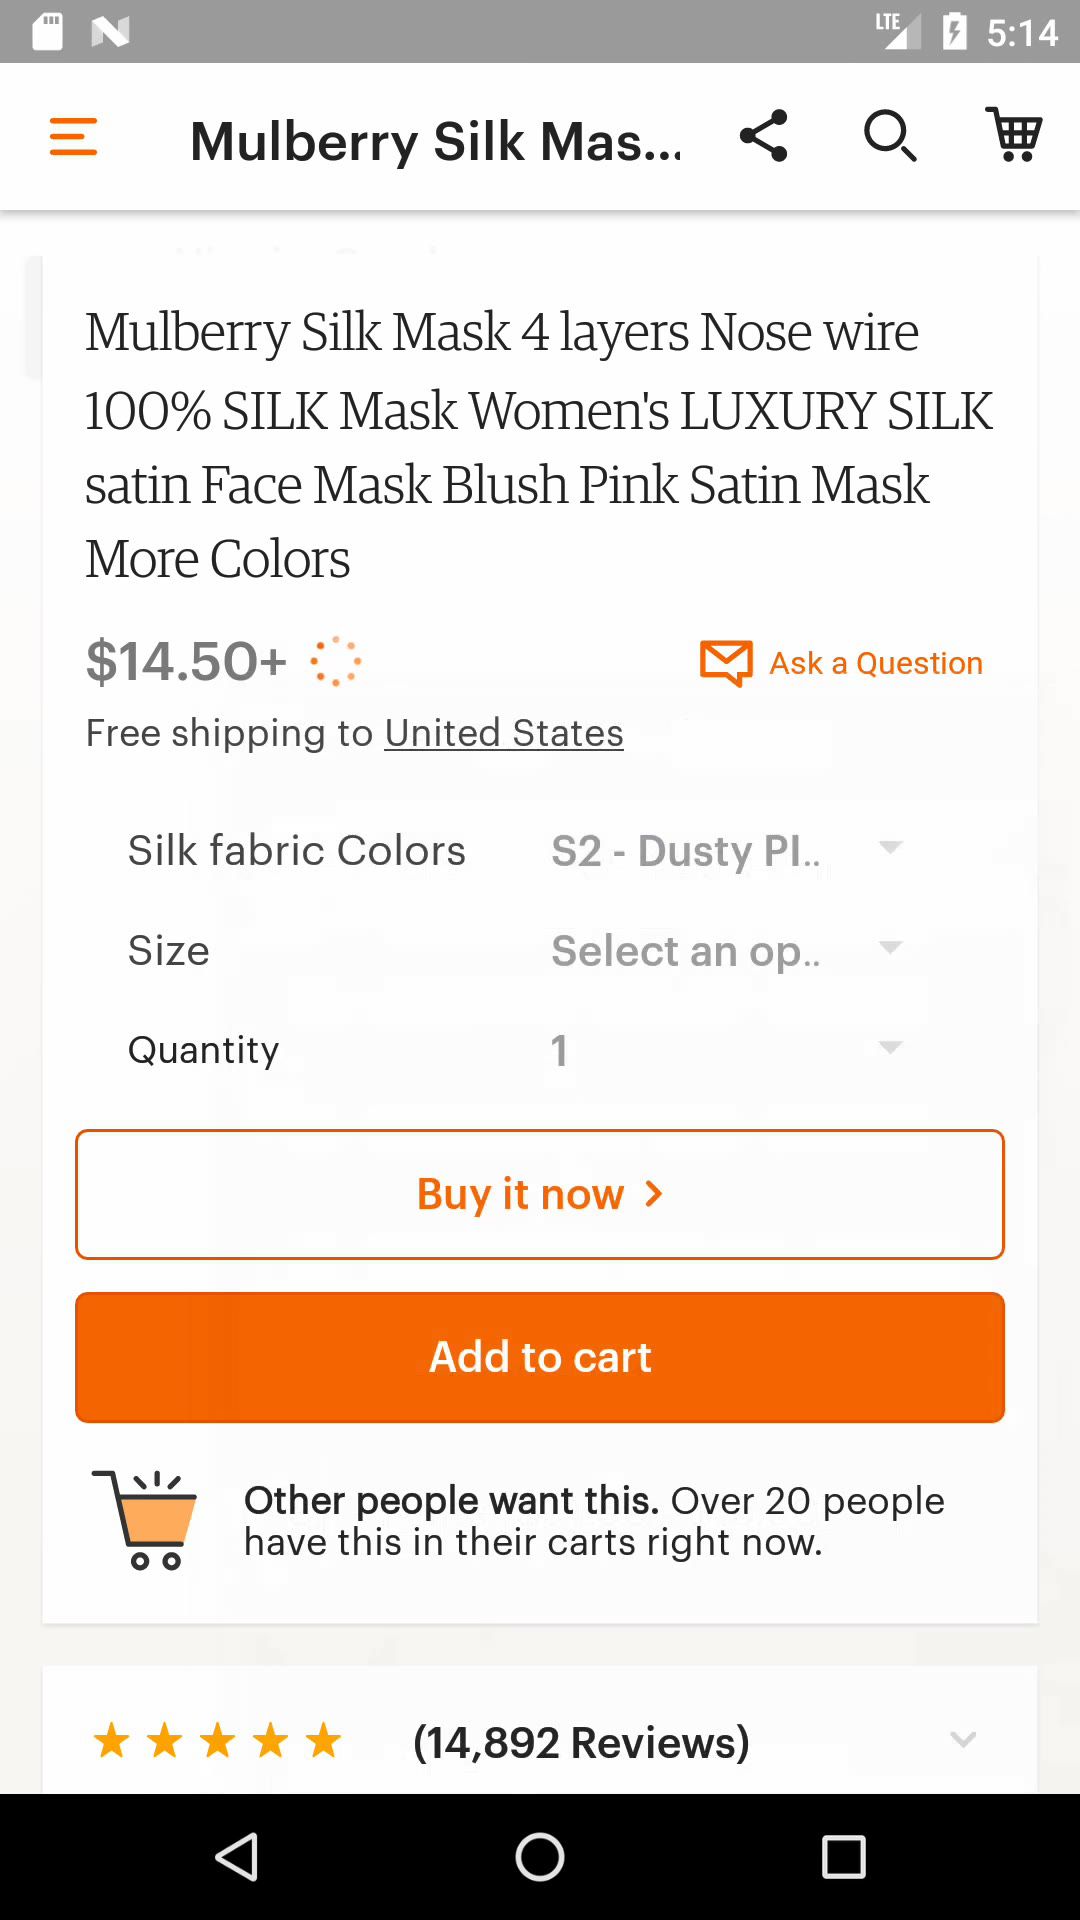 LTE 5:14
Mulberry Silk Mas...
Mulberry Silk Mask 4 layers Nose wire
100% SILK Mask Women's LUXURY SILK
satin Face Mask Blush Pink Satin Mask
More Colors
$14.50+
Ask a Question
Free shipping to United States
Silk fabric Colors S2 - Dusty PI..
Size Select an op..
Quantity 1
Buy it now
Add to cart
Other people want this. Over 20 people
have this in their carts right now.
(14,892 Reviews)